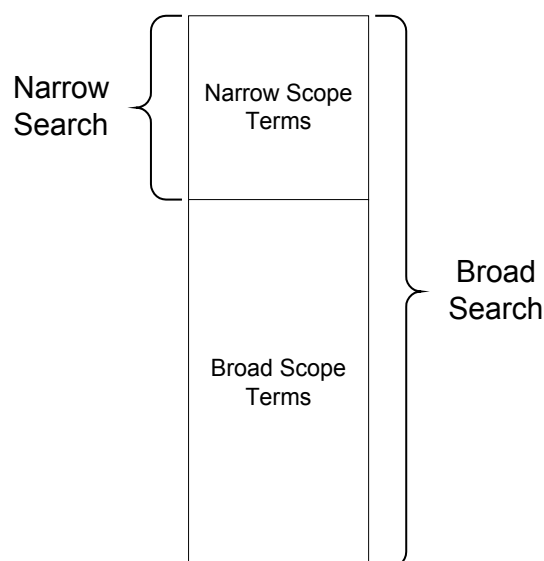 Narrow
Search
Narrow Scope
Terms
Broad
Search
Broad Scope
Terms